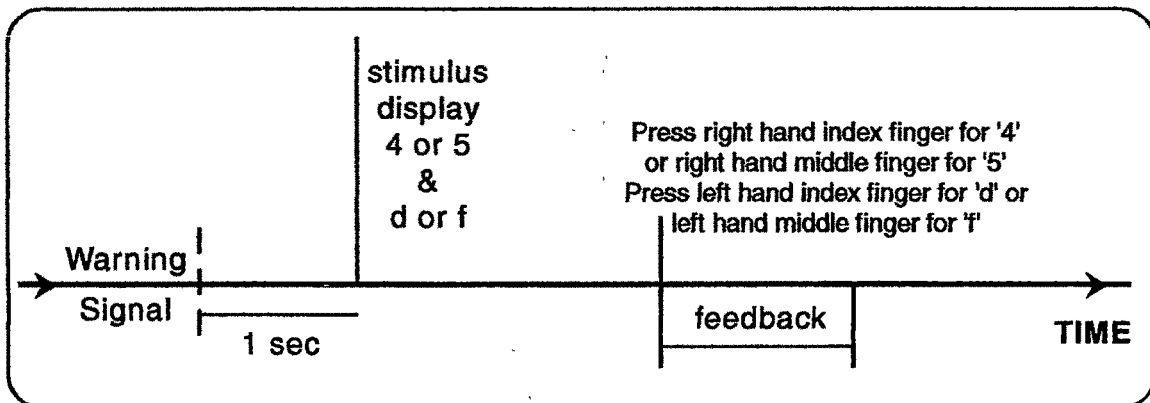 stimulus
display
4 or 5
&
d or f
Press right hand index finger for '4'
or right hand middle finger for '5'
Press left hand index finger for 'd' or
left hand middle finger for 'f'
Warning
Signal
1 sec
feedback
TIME